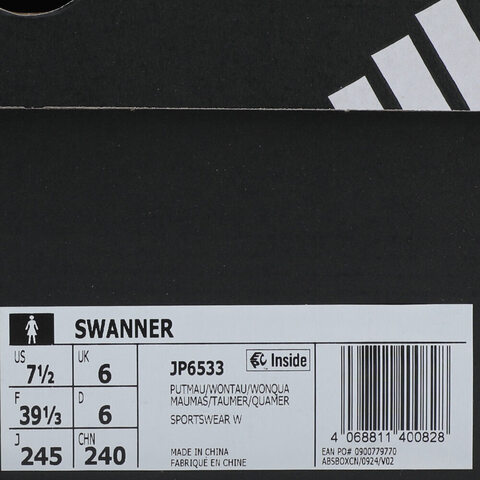 SWANNER
US 7½ UK 6
F 39⅓ D 6
J 245 CHN 240
JP6533
€C Inside
PUTMAU/WONTAU/WONQUA
MAUMAS/TAUMER/QUAMER
SPORTSWEAR W
MADE IN CHINA
FABRIQUÉ EN CHINE
4 068811 400828
EAN PO# 0900779770
ABSBOXCN/0924/V02